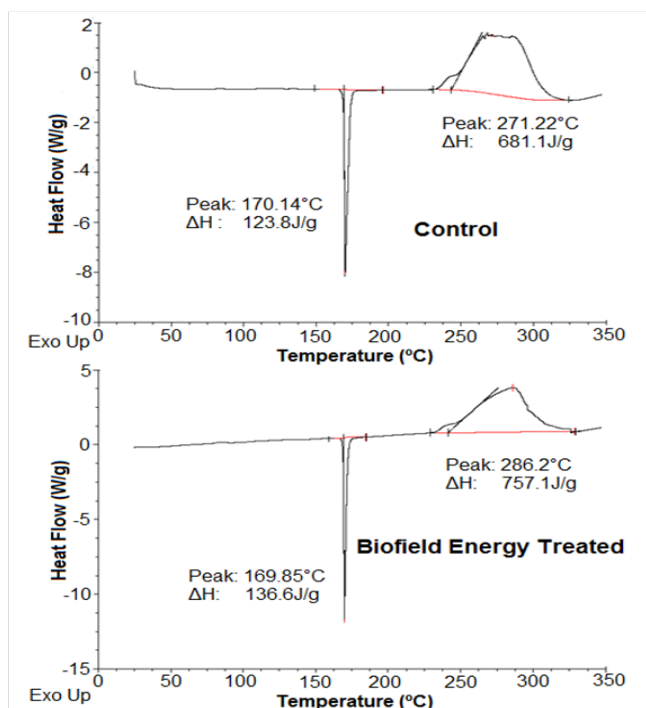 2
0
-2
-4
-6
-8
-10
Heat Flow (W/g)
Peak: 271.22°C
ΔH: 681.1J/g
Peak: 170.14°C
ΔH : 123.8J/g
Control
0 50 100 150 200 250 300 350
Exo Up
Temperature (ºC)
5
0
-5
-10
-15
Heat Flow (W/g)
Peak: 286.2°C
ΔH: 757.1J/g
Biofield Energy Treated
Peak: 169.85°C
ΔH: 136.6J/g
0 50 100 150 200 250 300 350
Exo Up
Temperature (ºC)